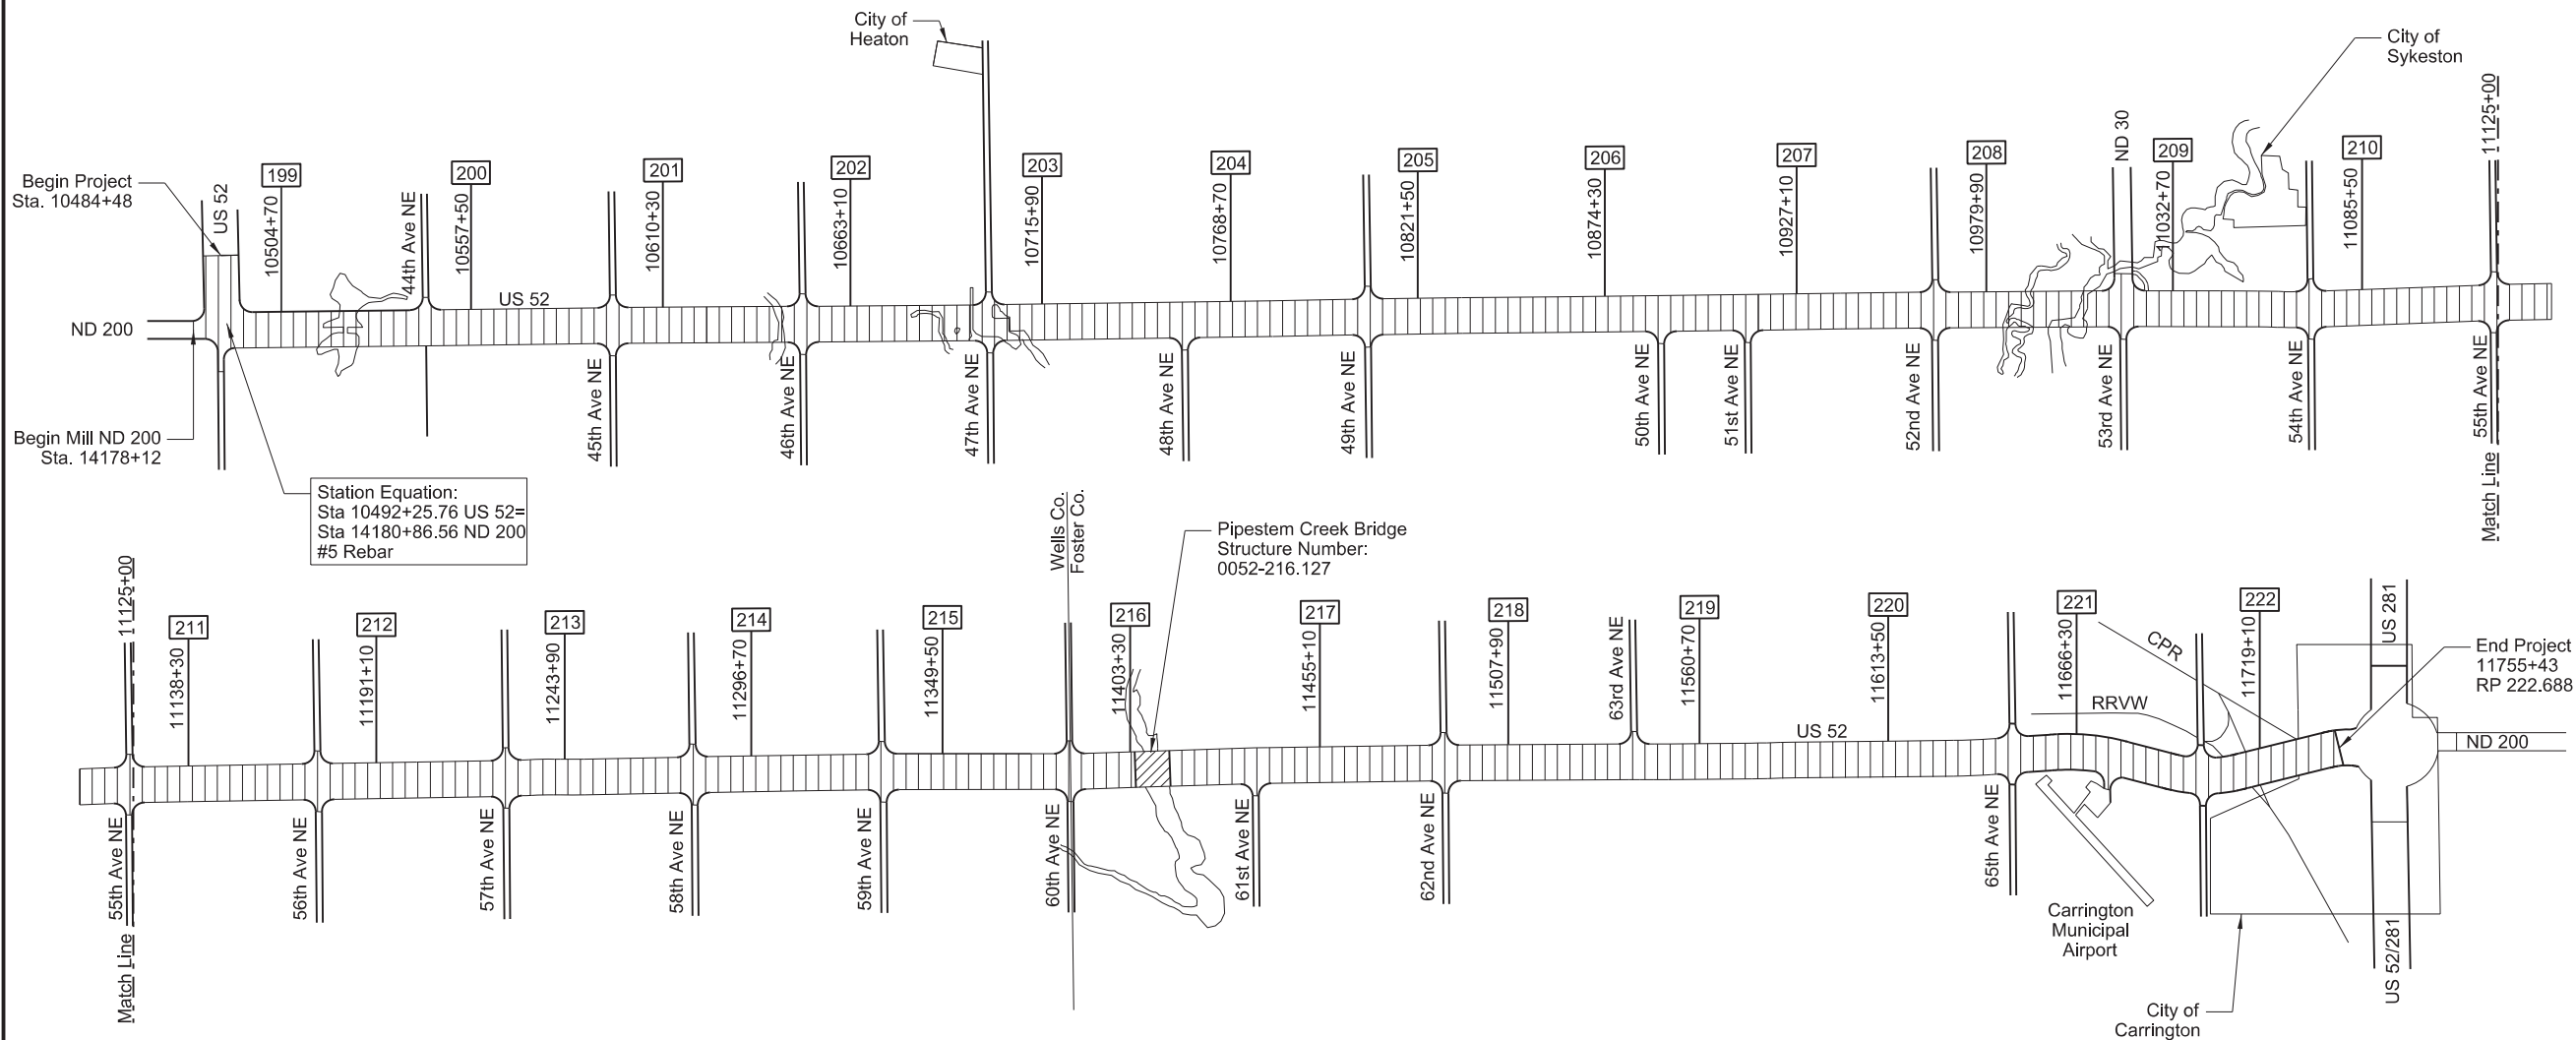 City of
Heaton
City of
Sykeston
Begin Project
Sta. 10484+48
US 52
199
10504+70
44th Ave NE
200
10557+50
201
10610+30
202
10663+10
203
10715+90
204
10768+70
205
10821+50
206
10874+30
207
10927+10
208
10979+90
ND 30
209
11032+70
210
11085+50
11125+00
ND 200
US 52
Begin Mill ND 200
Sta. 14178+12
45th Ave NE
46th Ave NE
47th Ave NE
48th Ave NE
49th Ave NE
50th Ave NE
51st Ave NE
52nd Ave NE
53rd Ave NE
54th Ave NE
55th Ave NE
Match Line
Station Equation:
Sta 10492+25.76 US 52=
Sta 14180+86.56 ND 200
#5 Rebar
Wells Co.
Foster Co.
Pipestem Creek Bridge
Structure Number:
0052-216.127
11125+00
211
11138+30
212
11191+10
213
11243+90
214
11296+70
215
11349+50
216
11403+30
217
11455+10
218
11507+90
63rd Ave NE
219
11560+70
220
11613+50
221
11666+30
CPR
222
11719+10
US 281
End Project
11755+43
RP 222.688
RRVW
US 52
ND 200
55th Ave NE
56th Ave NE
57th Ave NE
58th Ave NE
59th Ave NE
60th Ave NE
61st Ave NE
62nd Ave NE
65th Ave NE
Carrington
Municipal
Airport
Match Line
US 52/281
City of
Carrington